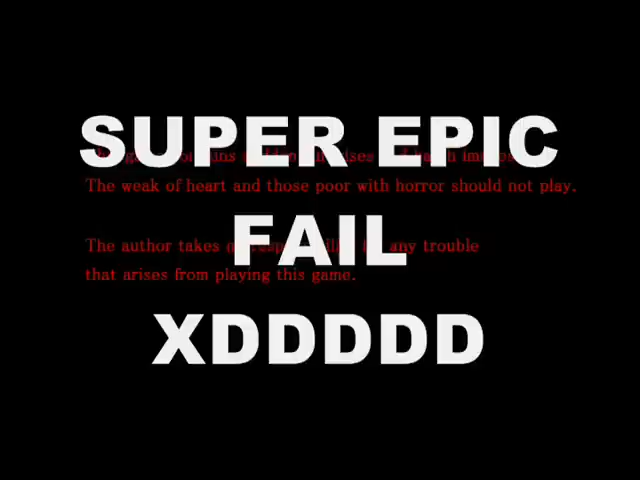 SUPER EPIC
The weak of heart and those poor with horror should not play.
FAIL
The author takes any trouble
that arises from playing this game.
XDDDDD